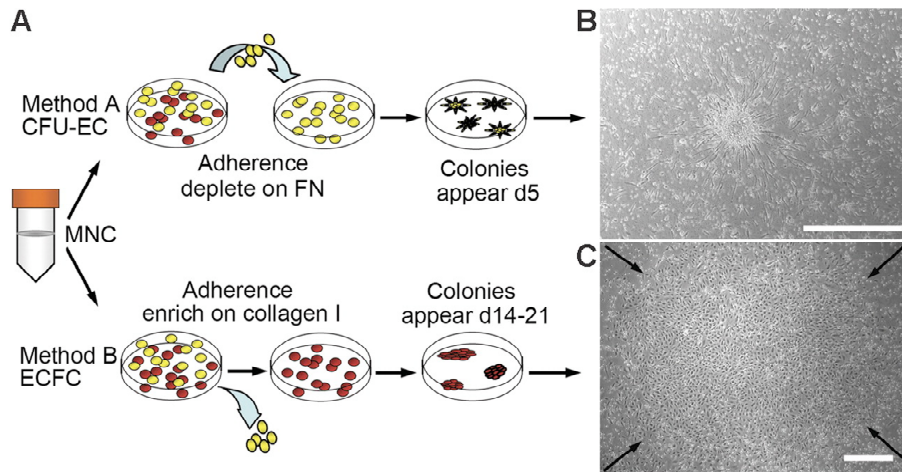 A
Method A
CFU-EC
Adherence
deplete on FN
Colonies
appear d5
MNC
Adherence
enrich on collagen I
Colonies
appear d14-21
Method B
ECFC
B
C